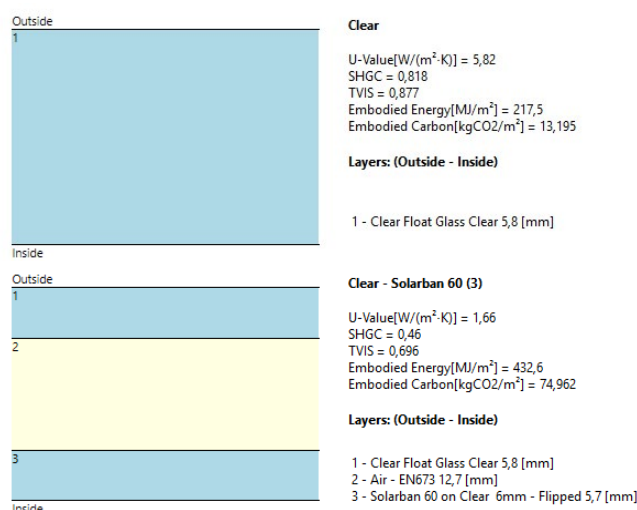 Outside
1
Inside
Clear
U-Value[W/(m²·K)] = 5,82
SHGC = 0,818
TVIS = 0,877
Embodied Energy[MJ/m²] = 217,5
Embodied Carbon[kgCO2/m²] = 13,195
Layers: (Outside - Inside)
1 - Clear Float Glass Clear 5,8 [mm]
Outside
1
2
3
Inside
Clear - Solarban 60 (3)
U-Value[W/(m²·K)] = 1,66
SHGC = 0,46
TVIS = 0,696
Embodied Energy[MJ/m²] = 432,6
Embodied Carbon[kgCO2/m²] = 74,962
Layers: (Outside - Inside)
1 - Clear Float Glass Clear 5,8 [mm]
2 - Air - EN673 12,7 [mm]
3 - Solarban 60 on Clear  6mm - Flipped 5,7 [mm]